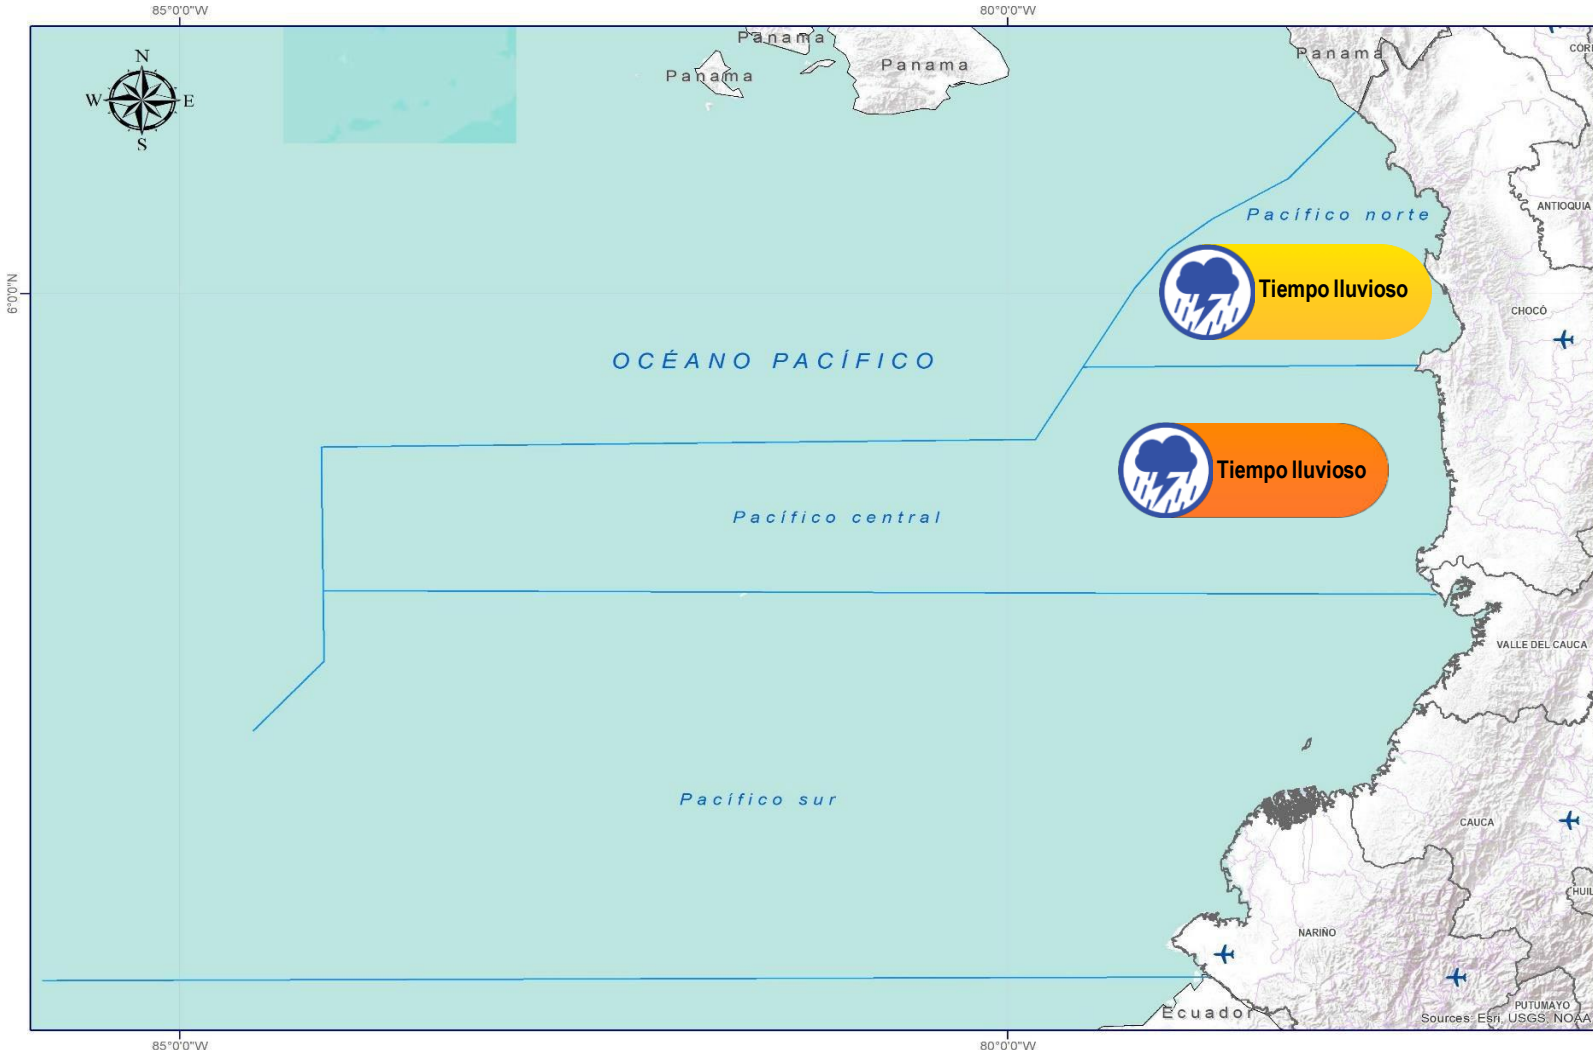 85°0'0"W
80°0'0"W
N
W
E
S
Panama
Panama
Panama
Panama
CÓR
ANTIOQUIA
Pacífico norte
6°0'0"N
Tiempo lluvioso
CHOCÓ
OCÉANO PACÍFICO
Tiempo lluvioso
Pacífico central
VALLE DEL CAUCA
Pacífico sur
CAUCA
HUIL
NARIÑO
PUTUMAYO
Ecuador
Sources: Esri, USGS, NOAA
85°0'0"W
80°0'0"W